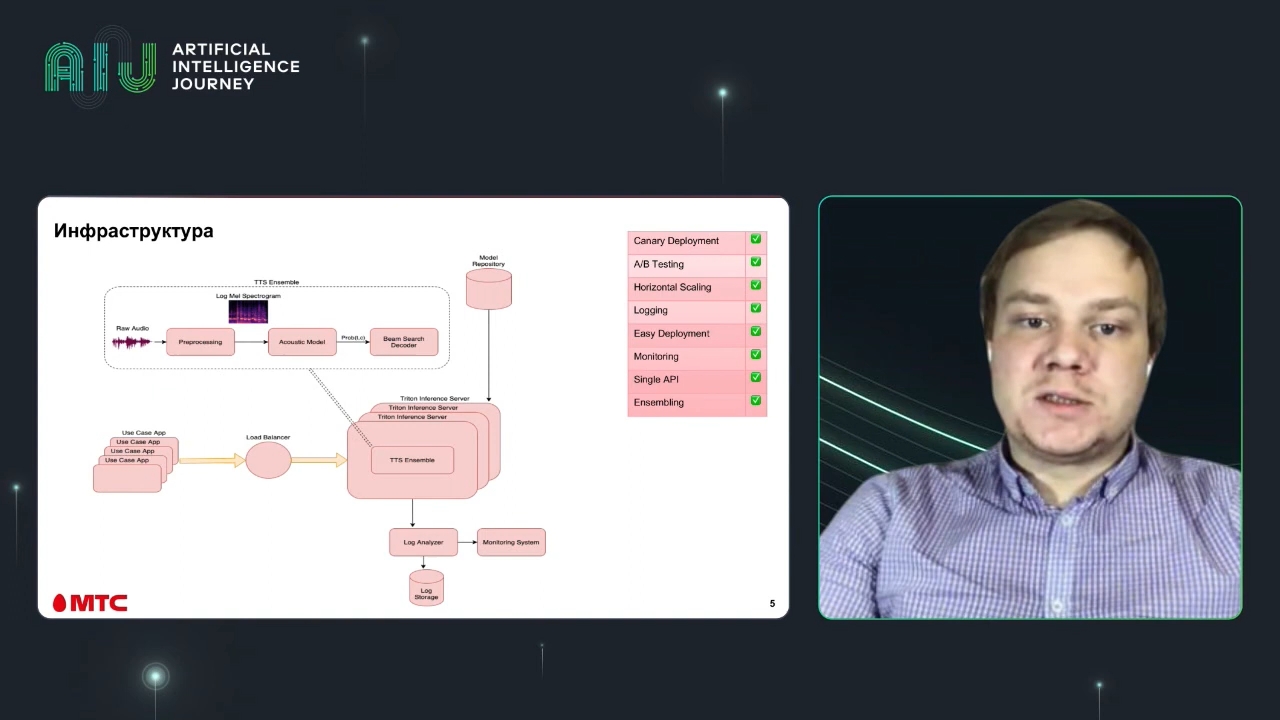 ARTIFICIAL
INTELLIGENCE
JOURNEY
Инфраструктура
TTS Ensemble
Log Mel Spectrogram
Raw Audio
Preprocessing
Acoustic Model
Prob(t,c)
Beam Search
Decoder
Model
Repository
Canary Deployment
A/B Testing
Horizontal Scaling
Logging
Easy Deployment
Monitoring
Single API
Ensembling
Use Case App
Use Case App
Use Case App
Use Case App
Load Balancer
Triton Inference Server
Triton Inference Server
Triton Inference Server
TTS Ensemble
Log Analyzer
Monitoring System
Log
Storage
МТС
5